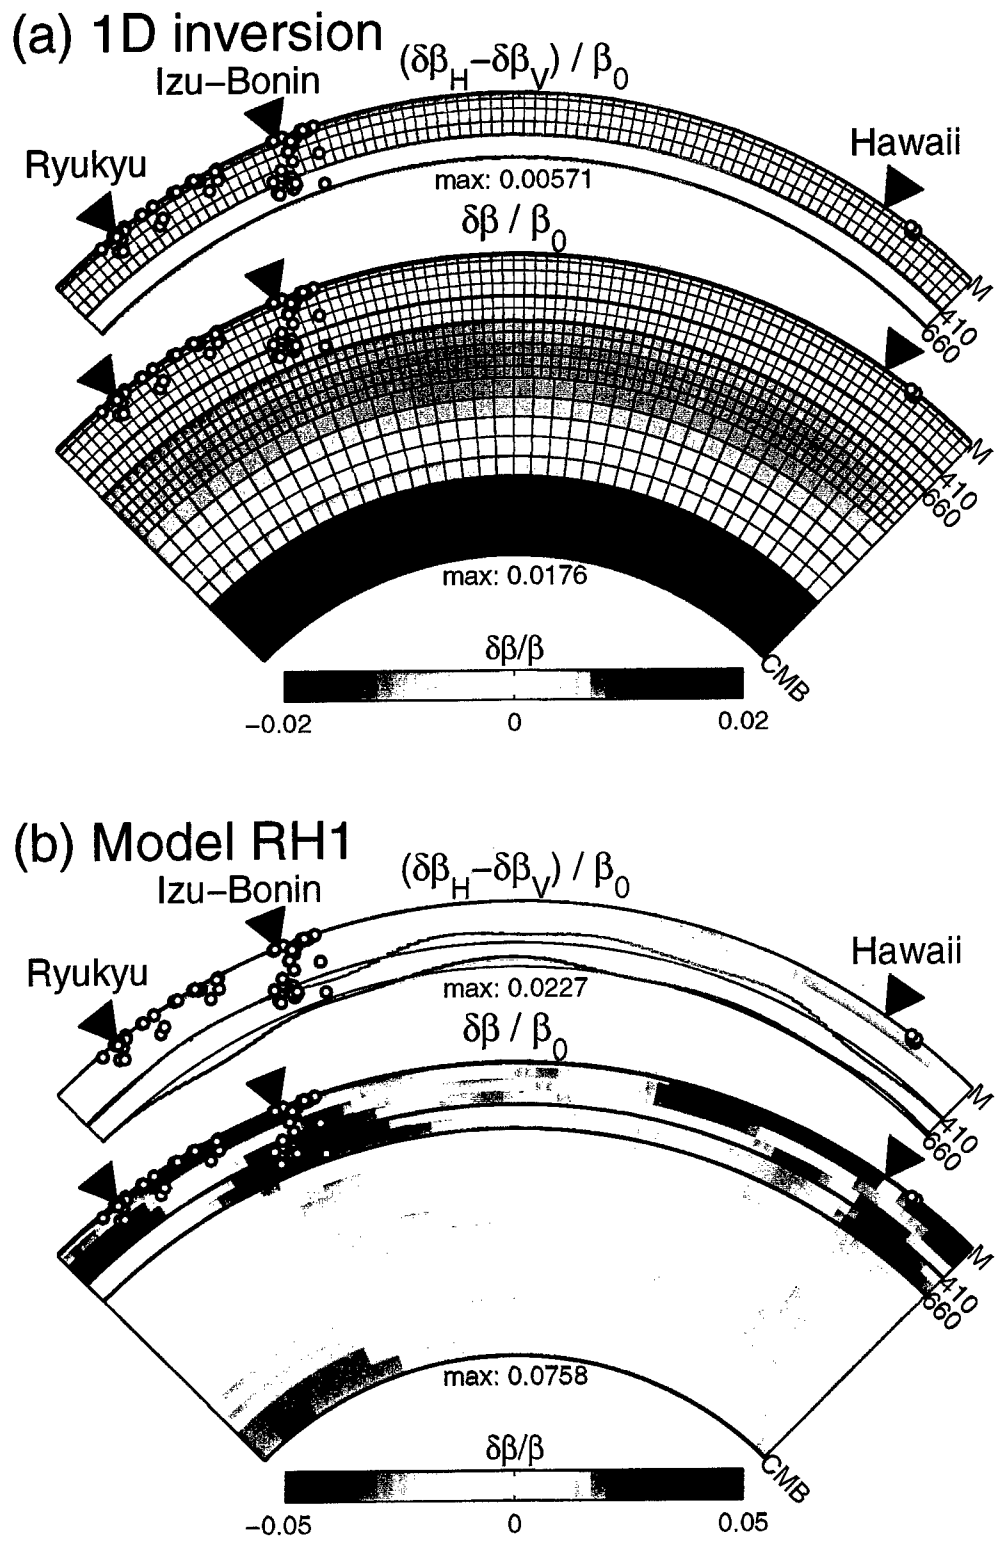 (a) 1D inversion
(δβH−δβV) / β0
Izu−Bonin
Ryukyu
Hawaii
max: 0.00571
δβ / β0
M
410
660
M
410
660
max: 0.0176
CMB
δβ/β
−0.02 0 0.02
(b) Model RH1
(δβH−δβV) / β0
Izu−Bonin
Ryukyu
Hawaii
max: 0.0227
δβ / β0
M
410
660
M
410
660
max: 0.0758
CMB
δβ/β
−0.05 0 0.05